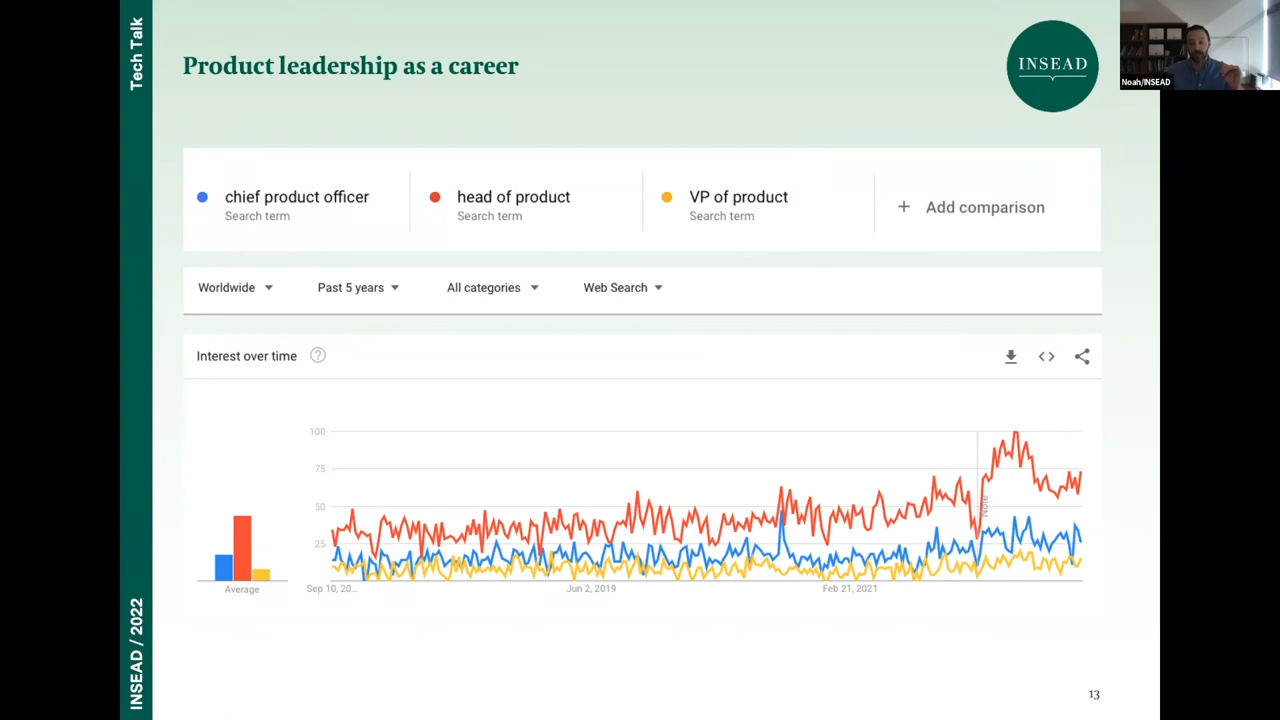 Tech Talk
INSEAD / 2022
Product leadership as a career
INSEAD
Noah/INSEAD
chief product officer
Search term
head of product
Search term
VP of product
Search term
+ Add comparison
Worldwide
Past 5 years
All categories
Web Search
Interest over time
?
100
75
50
25
Note
Average
Sep 10, 20...
Jun 2, 2019
Feb 21, 2021
13